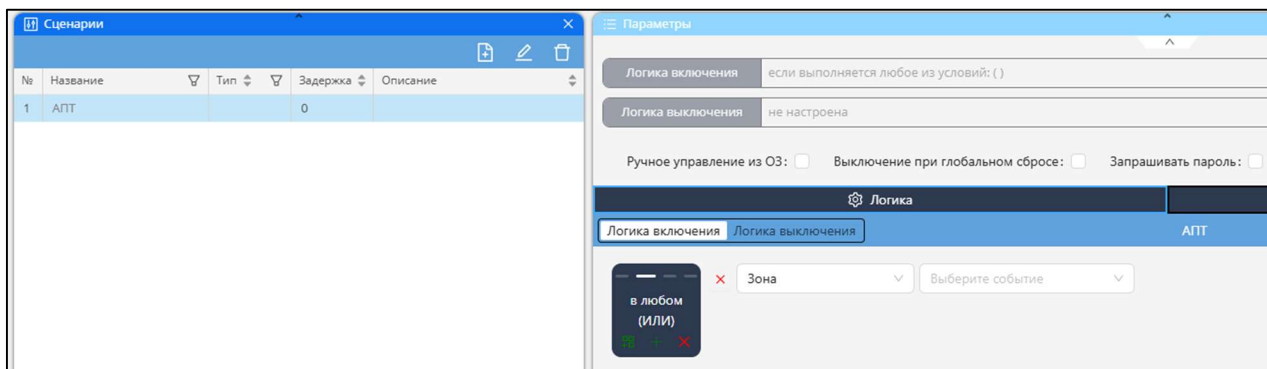 Сценарии
№ Название Тип Задержка Описание
1 АПТ 0
Параметры
Логика включения если выполняется любое из условий: ( )
Логика выключения не настроена
Ручное управление из ОЗ: Выключение при глобальном сбросе: Запрашивать пароль:
Логика
Логика включения Логика выключения АПТ
в любом
(ИЛИ)
Зона Выберите событие